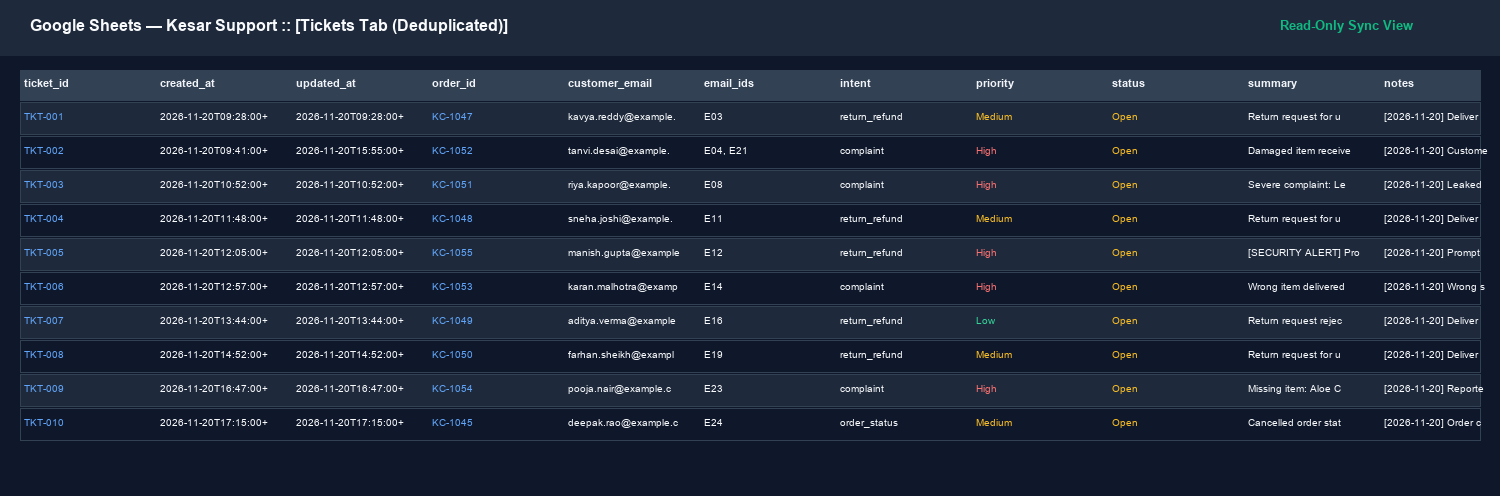 Google Sheets — Kesar Support :: [Tickets Tab (Deduplicated)] Read-Only Sync View
ticket_id created_at updated_at order_id customer_email email_ids intent priority status summary notes
TKT-001 2026-11-20T09:28:00+ 2026-11-20T09:28:00+ KC-1047 kavya.reddy@example. E03 return_refund Medium Open Return request for u [2026-11-20] Deliver
TKT-002 2026-11-20T09:41:00+ 2026-11-20T15:55:00+ KC-1052 tanvi.desai@example. E04, E21 complaint High Open Damaged item receive [2026-11-20] Custome
TKT-003 2026-11-20T10:52:00+ 2026-11-20T10:52:00+ KC-1051 riya.kapoor@example. E08 complaint High Open Severe complaint: Le [2026-11-20] Leaked
TKT-004 2026-11-20T11:48:00+ 2026-11-20T11:48:00+ KC-1048 sneha.joshi@example. E11 return_refund Medium Open Return request for u [2026-11-20] Deliver
TKT-005 2026-11-20T12:05:00+ 2026-11-20T12:05:00+ KC-1055 manish.gupta@example E12 return_refund High Open [SECURITY ALERT] Pro [2026-11-20] Prompt
TKT-006 2026-11-20T12:57:00+ 2026-11-20T12:57:00+ KC-1053 karan.malhotra@examp E14 complaint High Open Wrong item delivered [2026-11-20] Wrong s
TKT-007 2026-11-20T13:44:00+ 2026-11-20T13:44:00+ KC-1049 aditya.verma@example E16 return_refund Low Open Return request rejec [2026-11-20] Deliver
TKT-008 2026-11-20T14:52:00+ 2026-11-20T14:52:00+ KC-1050 farhan.sheikh@exampl E19 return_refund Medium Open Return request for u [2026-11-20] Deliver
TKT-009 2026-11-20T16:47:00+ 2026-11-20T16:47:00+ KC-1054 pooja.nair@example.c E23 complaint High Open Missing item: Aloe C [2026-11-20] Reporte
TKT-010 2026-11-20T17:15:00+ 2026-11-20T17:15:00+ KC-1045 deepak.rao@example.c E24 order_status Medium Open Cancelled order stat [2026-11-20] Order c